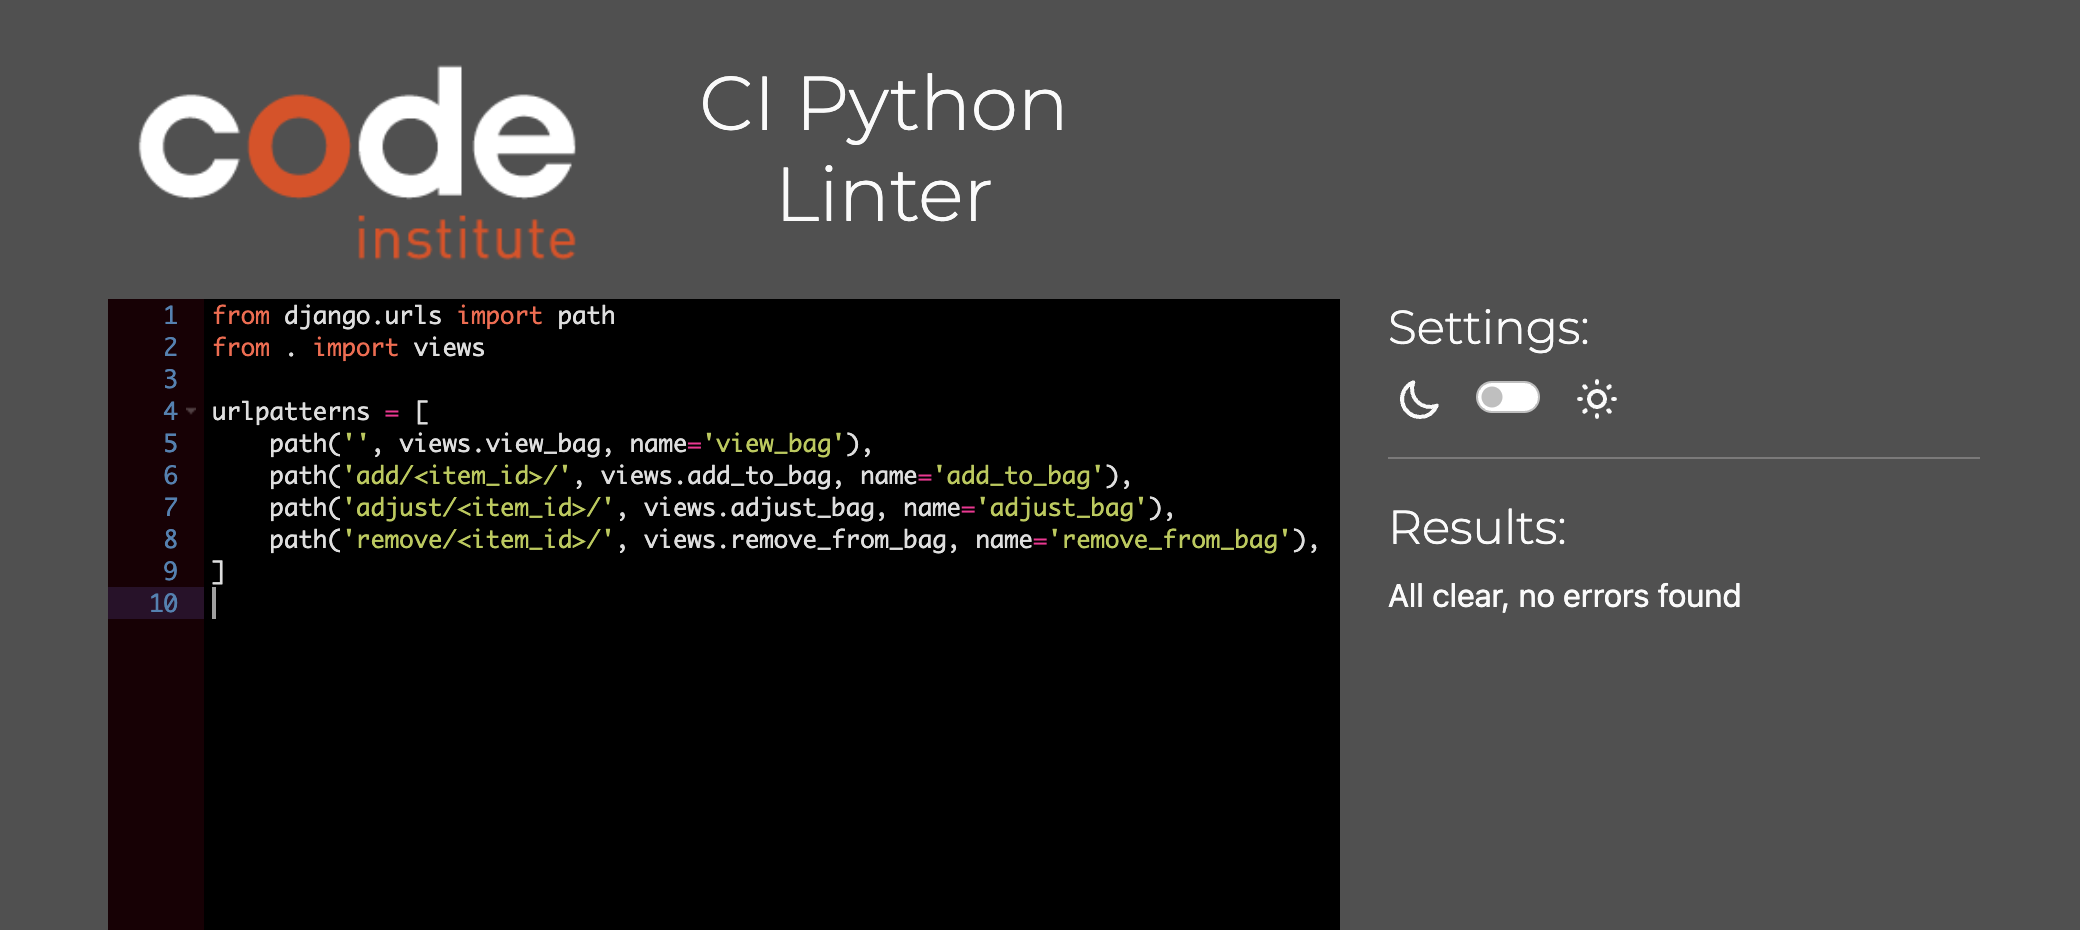 code
institute
CI Python
Linter
1 from django.urls import path
2 from . import views
3
4 urlpatterns = [
5     path('', views.view_bag, name='view_bag'),
6     path('add/<item_id>/', views.add_to_bag, name='add_to_bag'),
7     path('adjust/<item_id>/', views.adjust_bag, name='adjust_bag'),
8     path('remove/<item_id>/', views.remove_from_bag, name='remove_from_bag'),
9 ]
10
Settings:
Results:
All clear, no errors found